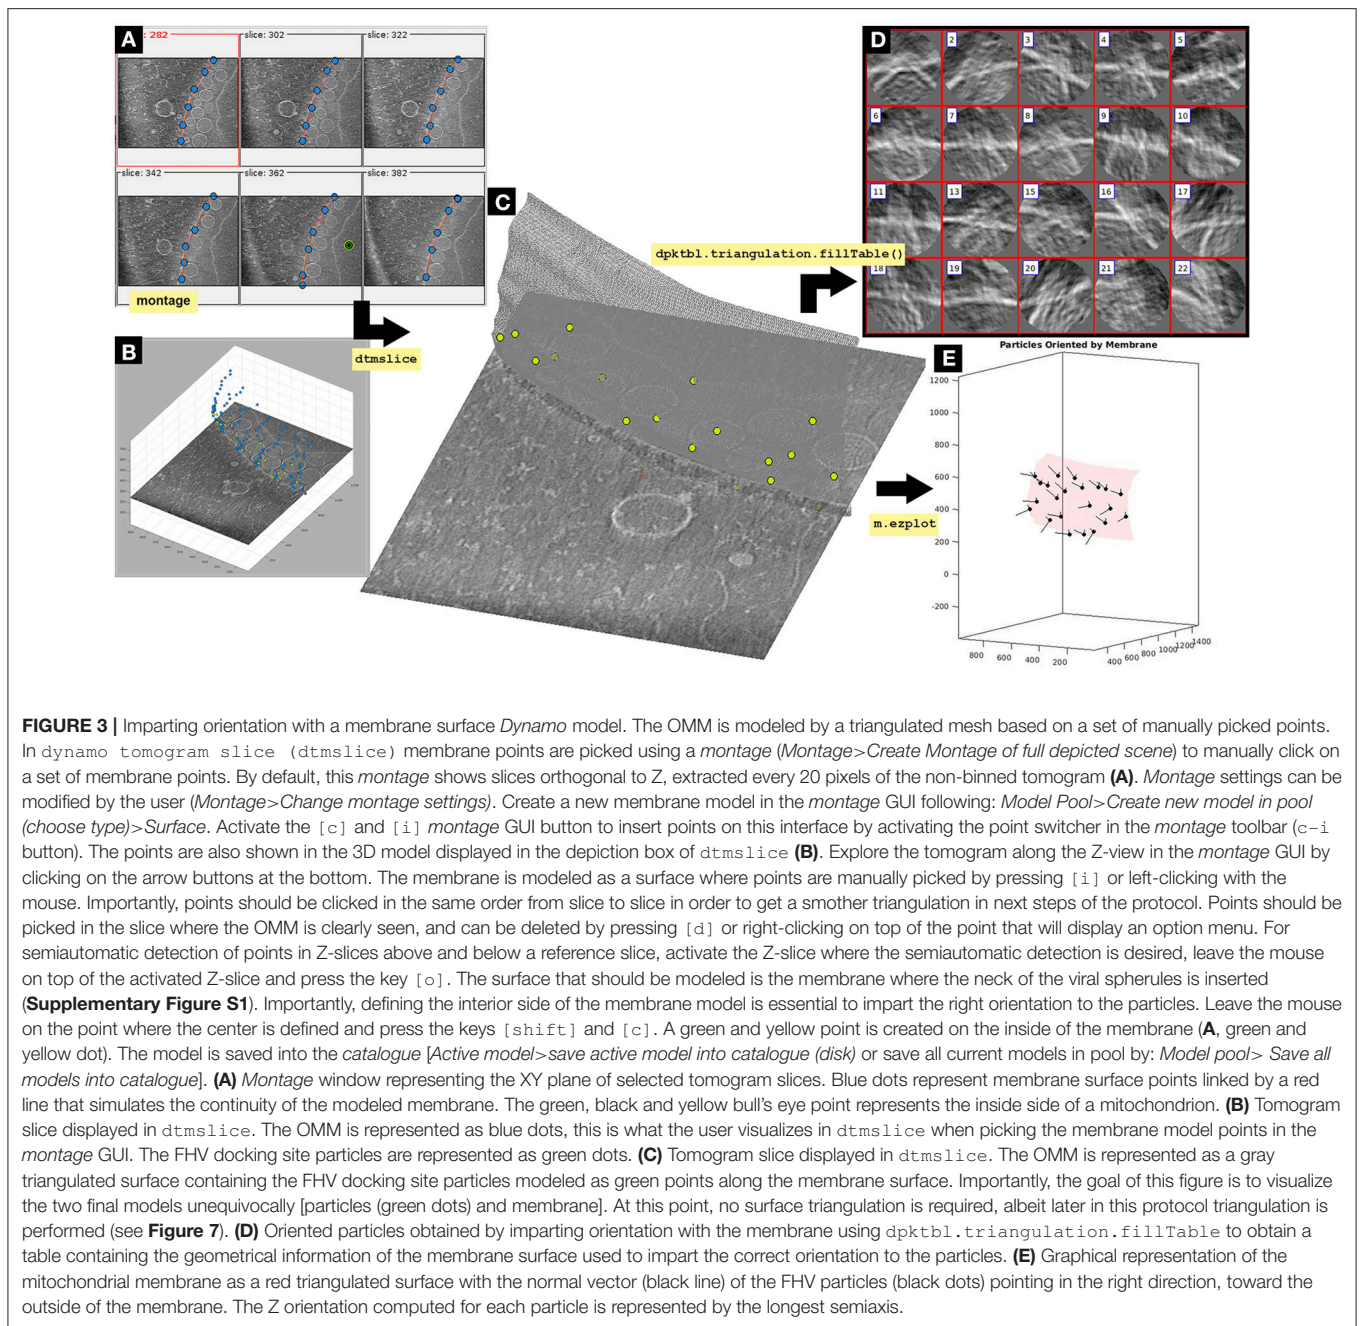 A
: 282
slice: 302
slice: 322
slice: 342
slice: 362
slice: 382
montage
dtmslice
B
C
dpktbl.triangulation.fillTable()
D
2
3
4
5
6
7
8
9
10
11
13
15
16
17
18
19
20
21
22
m.ezplot
E
Particles Oriented by Membrane
1200
1000
800
600
400
200
0
-200
800
600
400
200
400
600
800
1000
1200
1400
FIGURE 3 | Imparting orientation with a membrane surface Dynamo model. The OMM is modeled by a triangulated mesh based on a set of manually picked points.
In dynamo tomogram slice (dtmslice) membrane points are picked using a montage (Montage>Create Montage of full depicted scene) to manually click on
a set of membrane points. By default, this montage shows slices orthogonal to Z, extracted every 20 pixels of the non-binned tomogram (A). Montage settings can be
modified by the user (Montage>Change montage settings). Create a new membrane model in the montage GUI following: Model Pool>Create new model in pool
(choose type)>Surface. Activate the [c] and [i] montage GUI button to insert points on this interface by activating the point switcher in the montage toolbar (c-i
button). The points are also shown in the 3D model displayed in the depiction box of dtmslice (B). Explore the tomogram along the Z-view in the montage GUI by
clicking on the arrow buttons at the bottom. The membrane is modeled as a surface where points are manually picked by pressing [i] or left-clicking with the
mouse. Importantly, points should be clicked in the same order from slice to slice in order to get a smother triangulation in next steps of the protocol. Points should be
picked in the slice where the OMM is clearly seen, and can be deleted by pressing [d] or right-clicking on top of the point that will display an option menu. For
semiautomatic detection of points in Z-slices above and below a reference slice, activate the Z-slice where the semiautomatic detection is desired, leave the mouse
on top of the activated Z-slice and press the key [o]. The surface that should be modeled is the membrane where the neck of the viral spherules is inserted
(Supplementary Figure S1). Importantly, defining the interior side of the membrane model is essential to impart the right orientation to the particles. Leave the mouse
on the point where the center is defined and press the keys [shift] and [c]. A green and yellow point is created on the inside of the membrane (A, green and
yellow dot). The model is saved into the catalogue [Active model>save active model into catalogue (disk) or save all current models in pool by: Model pool> Save all
models into catalogue]. (A) Montage window representing the XY plane of selected tomogram slices. Blue dots represent membrane surface points linked by a red
line that simulates the continuity of the modeled membrane. The green, black and yellow bull's eye point represents the inside side of a mitochondrion. (B) Tomogram
slice displayed in dtmslice. The OMM is represented as blue dots, this is what the user visualizes in dtmslice when picking the membrane model points in the
montage GUI. The FHV docking site particles are represented as green dots. (C) Tomogram slice displayed in dtmslice. The OMM is represented as a gray
triangulated surface containing the FHV docking site particles modeled as green points along the membrane surface. Importantly, the goal of this figure is to visualize
the two final models unequivocally [particles (green dots) and membrane]. At this point, no surface triangulation is required, albeit later in this protocol triangulation is
performed (see Figure 7). (D) Oriented particles obtained by imparting orientation with the membrane using dpktbl.triangulation.fillTable to obtain a
table containing the geometrical information of the membrane surface used to impart the correct orientation to the particles. (E) Graphical representation of the
mitochondrial membrane as a red triangulated surface with the normal vector (black line) of the FHV particles (black dots) pointing in the right direction, toward the
outside of the membrane. The Z orientation computed for each particle is represented by the longest semiaxis.